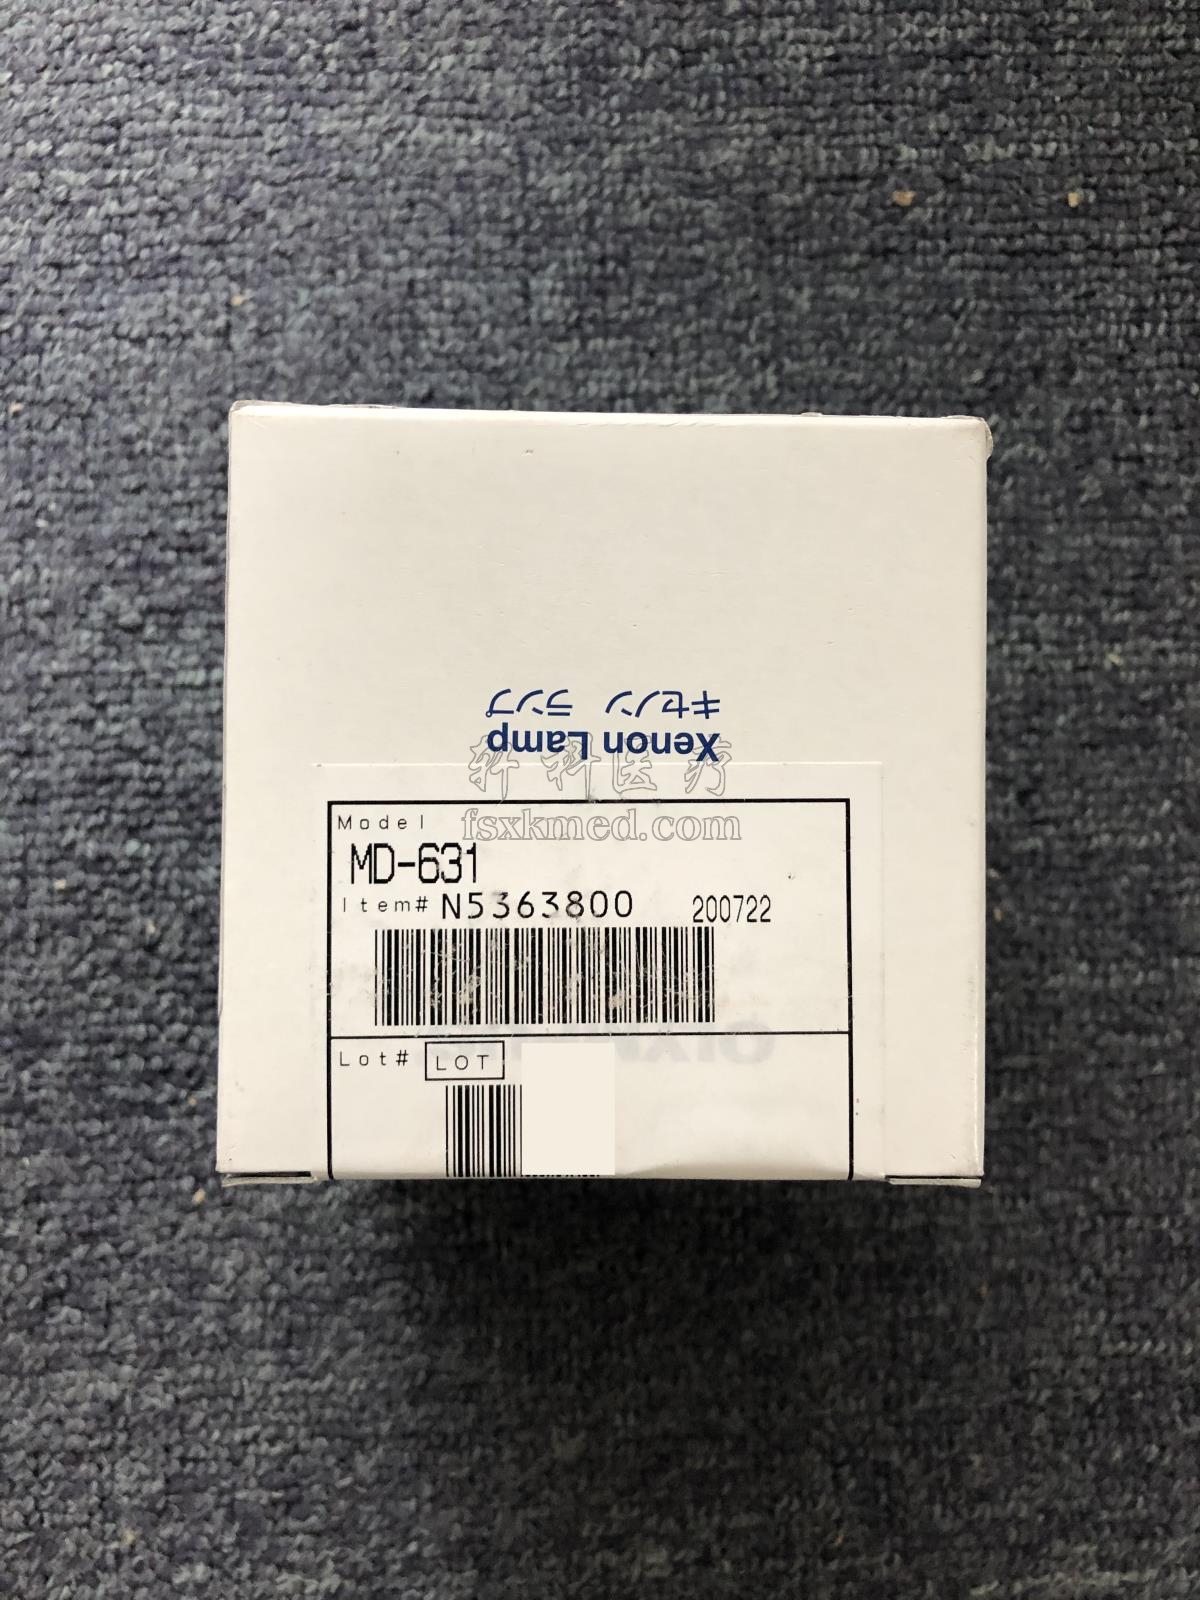 キセノン ランプ
Xenon Lamp
轩科医疗
fsxkmed.com
Model
MD-631
Item# N5363800 200722
Lot# LOT